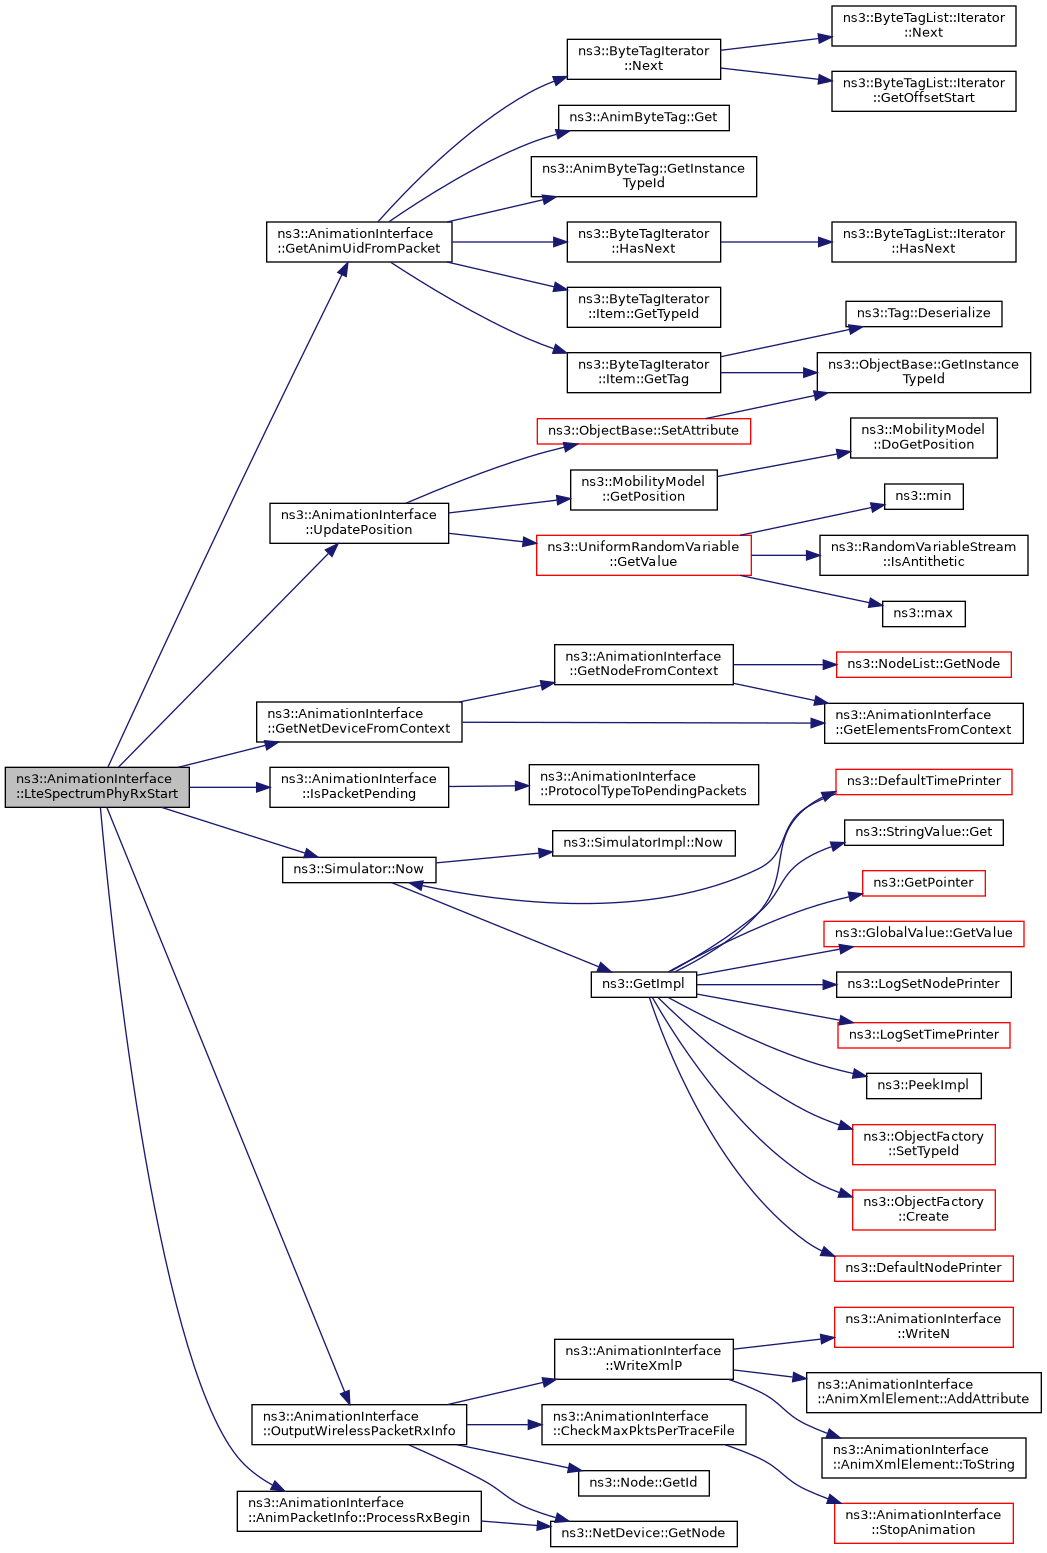 ns3::ByteTagList::Iterator
::Next
ns3::ByteTagIterator
::Next
ns3::ByteTagList::Iterator
::GetOffsetStart
ns3::AnimByteTag::Get
ns3::AnimByteTag::GetInstance
TypeId
ns3::AnimationInterface
::GetAnimUidFromPacket
ns3::ByteTagIterator
::HasNext
ns3::ByteTagList::Iterator
::HasNext
ns3::ByteTagIterator
::Item::GetTypeId
ns3::Tag::Deserialize
ns3::ByteTagIterator
::Item::GetTag
ns3::ObjectBase::GetInstance
TypeId
ns3::ObjectBase::SetAttribute
ns3::MobilityModel
::DoGetPosition
ns3::MobilityModel
::GetPosition
ns3::AnimationInterface
::UpdatePosition
ns3::min
ns3::UniformRandomVariable
::GetValue
ns3::RandomVariableStream
::IsAntithetic
ns3::max
ns3::AnimationInterface
::GetNodeFromContext
ns3::NodeList::GetNode
ns3::AnimationInterface
::GetNetDeviceFromContext
ns3::AnimationInterface
::GetElementsFromContext
ns3::AnimationInterface
::LteSpectrumPhyRxStart
ns3::AnimationInterface
::IsPacketPending
ns3::AnimationInterface
::ProtocolTypeToPendingPackets
ns3::DefaultTimePrinter
ns3::SimulatorImpl::Now
ns3::StringValue::Get
ns3::Simulator::Now
ns3::GetPointer
ns3::GlobalValue::GetValue
ns3::GetImpl
ns3::LogSetNodePrinter
ns3::LogSetTimePrinter
ns3::PeekImpl
ns3::ObjectFactory
::SetTypeId
ns3::ObjectFactory
::Create
ns3::DefaultNodePrinter
ns3::AnimationInterface
::WriteN
ns3::AnimationInterface
::WriteXmlP
ns3::AnimationInterface
::AnimXmlElement::AddAttribute
ns3::AnimationInterface
::OutputWirelessPacketRxInfo
ns3::AnimationInterface
::CheckMaxPktsPerTraceFile
ns3::AnimationInterface
::AnimXmlElement::ToString
ns3::Node::GetId
ns3::AnimationInterface
::AnimPacketInfo::ProcessRxBegin
ns3::NetDevice::GetNode
ns3::AnimationInterface
::StopAnimation